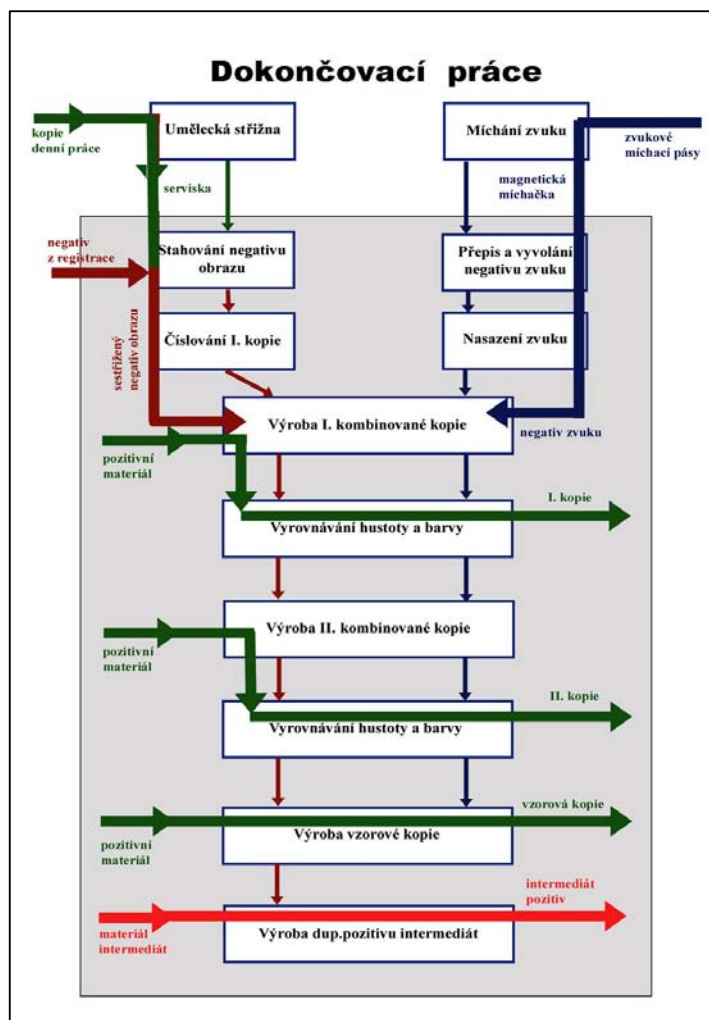 Dokončovací práce
kopie
denní práce
Umělecká střižna
Míchání zvuku
zvukové
míchací pásy
serviska
magnetická
míchačka
negativ
z registrace
Stahování negativu
obrazu
Přepis a vyvolání
negativu zvuku
sestřižený
negativ obrazu
Číslování I. kopie
Nasazení zvuku
Výroba I. kombinované kopie
negativ zvuku
pozitivní
materiál
I. kopie
Vyrovnávání hustoty a barvy
Výroba II. kombinované kopie
pozitivní
materiál
II. kopie
Vyrovnávání hustoty a barvy
vzorová kopie
Výroba vzorové kopie
pozitivní
materiál
intermediát
pozitiv
materiál
intermediát
Výroba dup.pozitivu intermediát